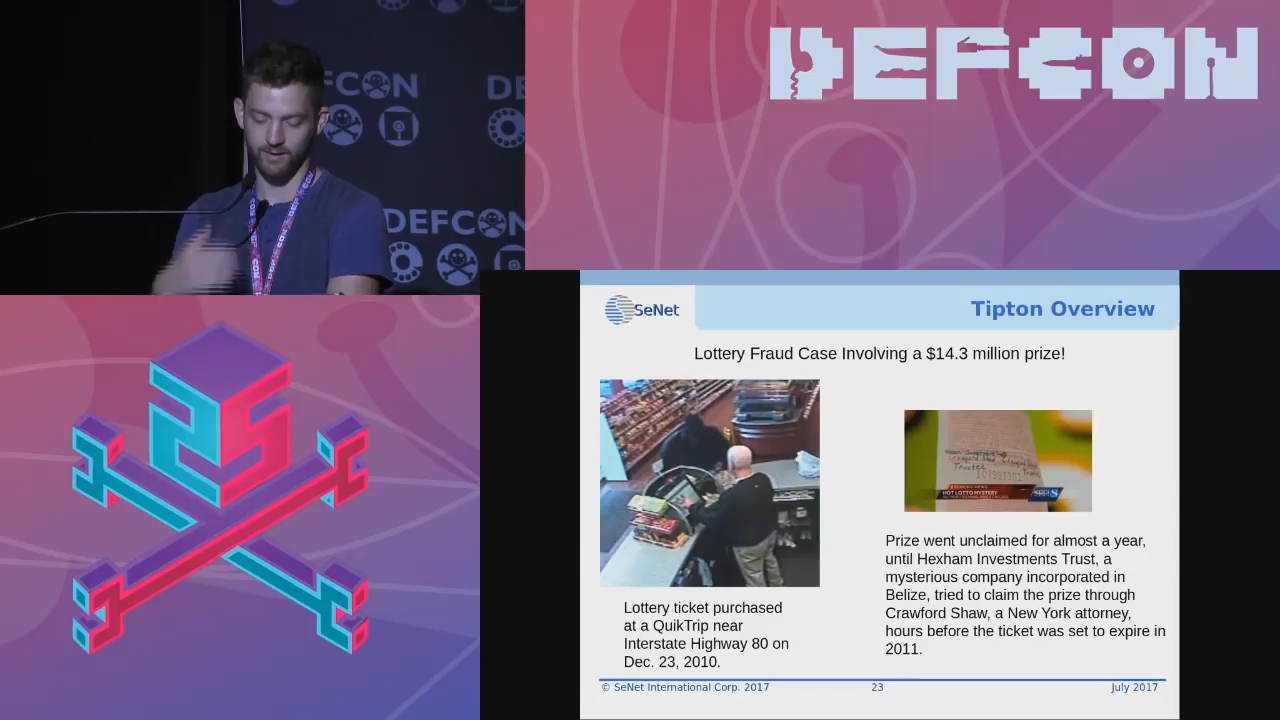 DEFCON
FCON
DE
DEFCON
SeNet
Tipton Overview
Lottery Fraud Case Involving a $14.3 million prize!
HOT LOTTO MYSTERY
Lottery ticket purchased
at a QuikTrip near
Interstate Highway 80 on
Dec. 23, 2010.
Prize went unclaimed for almost a year,
until Hexham Investments Trust, a
mysterious company incorporated in
Belize, tried to claim the prize through
Crawford Shaw, a New York attorney,
hours before the ticket was set to expire in
2011.
© SeNet International Corp. 2017
23
July 2017